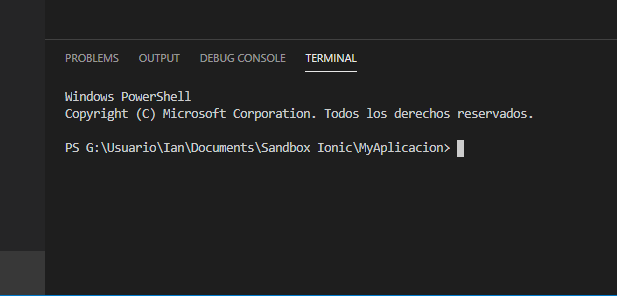 PROBLEMS OUTPUT DEBUG CONSOLE TERMINAL
Windows PowerShell
Copyright (C) Microsoft Corporation. Todos los derechos reservados.
PS G:\Usuario\Ian\Documents\Sandbox Ionic\MyAplicacion>